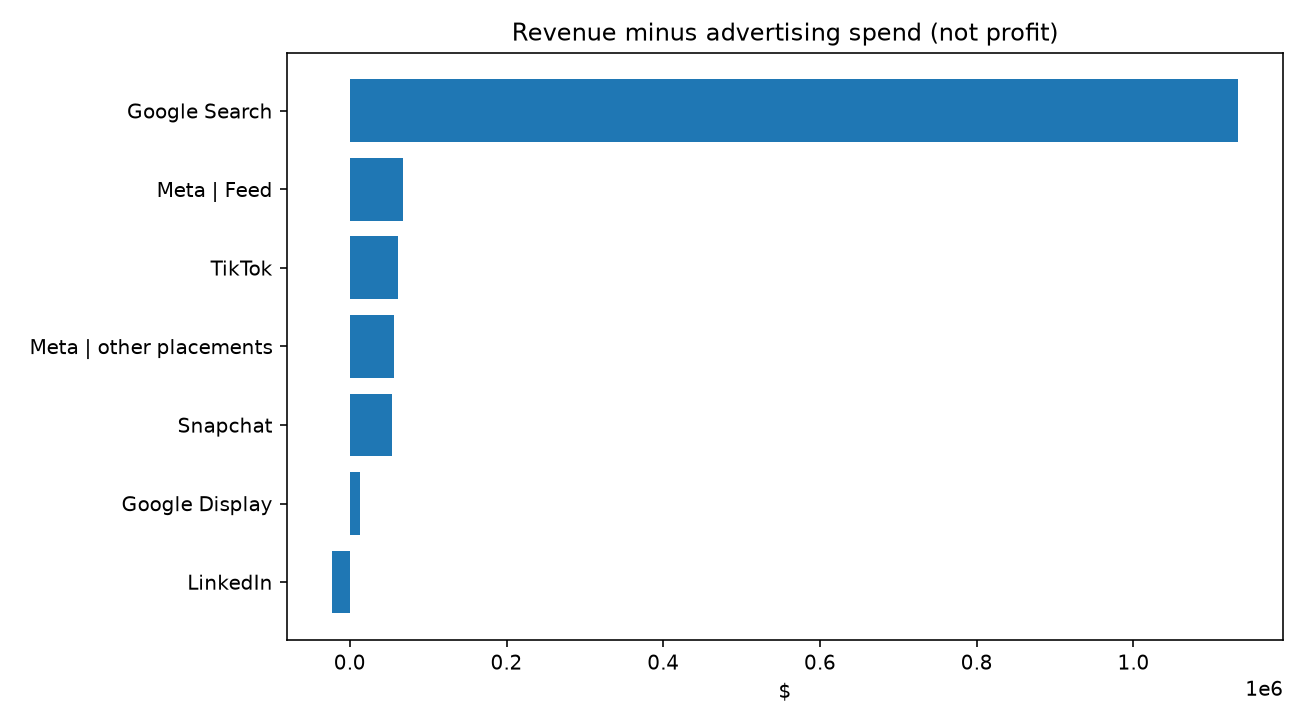 Revenue minus advertising spend (not profit)
Google Search
Meta | Feed
TikTok
Meta | other placements
Snapchat
Google Display
LinkedIn
0.0 0.2 0.4 0.6 0.8 1.0
$
1e6